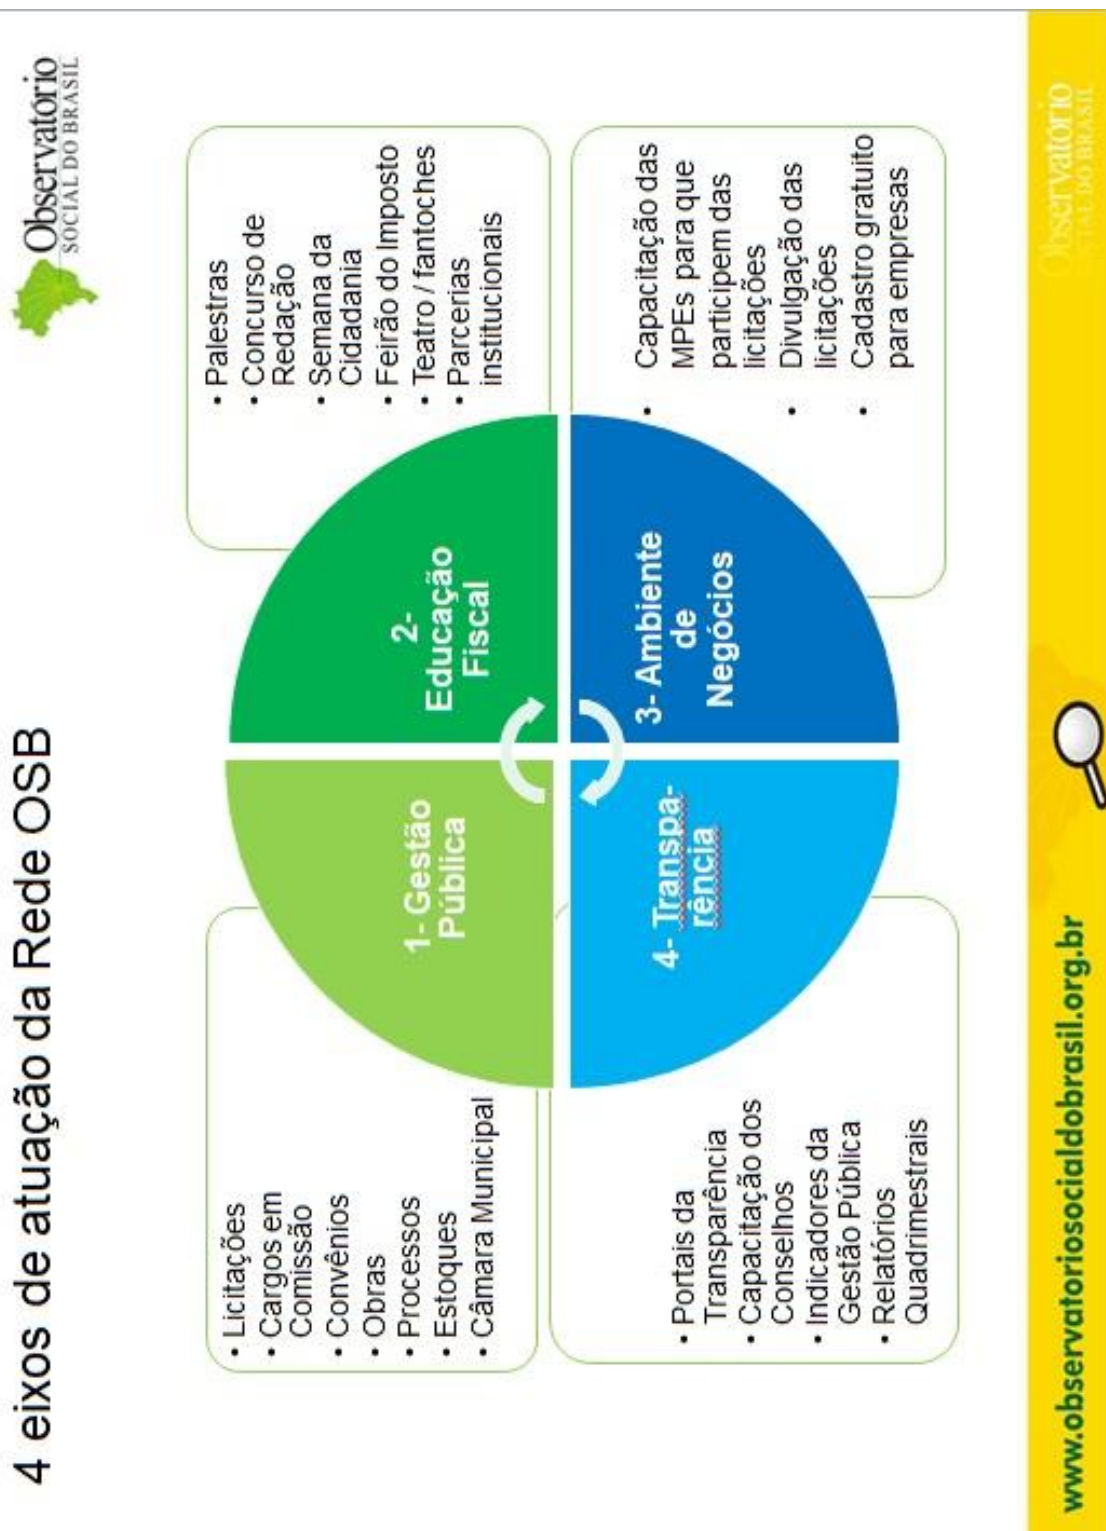 4 eixos de atuação da Rede OSB
Observatório
SOCIAL DO BRASIL
• Licitações
• Cargos em
Comissão
• Convênios
• Obras
• Processos
• Estoques
• Câmara Municipal
1- Gestão
Pública
2-
Educação
Fiscal
• Palestras
• Concurso de
Redação
• Semana da
Cidadania
• Feirão do Imposto
• Teatro / fantoches
• Parcerias
institucionais
• Portais da
Transparência
• Capacitação dos
Conselhos
• Indicadores da
Gestão Pública
• Relatórios
Quadrimestrais
4- Transpa-
rência
3- Ambiente
de
Negócios
• Capacitação das
MPEs para que
participem das
licitações
• Divulgação das
licitações
• Cadastro gratuito
para empresas
www.observatoriosocialdobrasil.org.br
Observatório
DO BRASIL